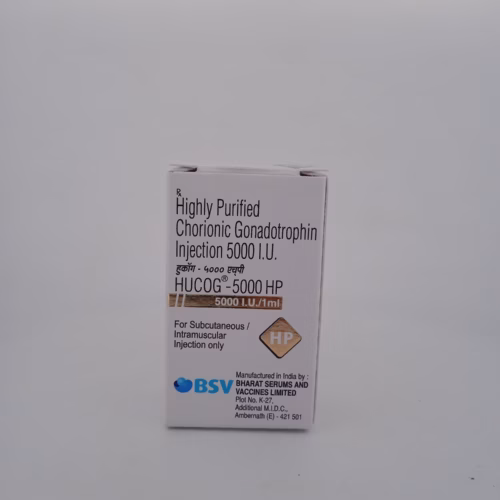 Rx
Highly Purified
Chorionic Gonadotrophin
Injection 5000 I.U.
हुकॉग - ५००० एचपी
HUCOG®-5000 HP
5000 I.U./1ml
For Subcutaneous /
Intramuscular
Injection only
HP
BSV
Manufactured in India by :
BHARAT SERUMS AND
VACCINES LIMITED
Plot No. K-27,
Additional M.I.D.C.,
Ambernath (E) - 421 501